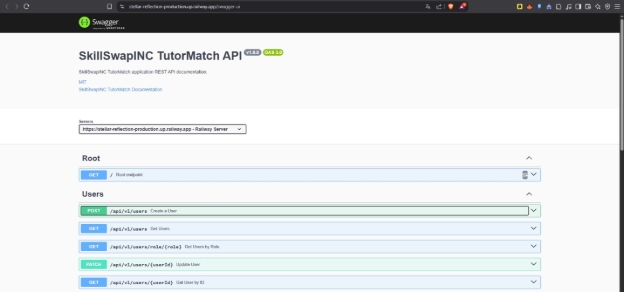 stellar-reflection-production.up.railway.app/swagger-ui
Swagger
SkillSwapINC TutorMatch API v1.0.0 OAS 3.0
SkillSwapINC TutorMatch application REST API documentation
MIT
SkillSwapINC TutorMatch Documentation
Servers
https://stellar-reflection-production.up.railway.app - Railway Server
Root
GET / Root endpoint
Users
POST /api/v1/users Create a User
GET /api/v1/users Get Users
GET /api/v1/users/role/{role} Get Users by Role
PATCH /api/v1/users/{userId} Update User
GET /api/v1/users/{userId} Get User by ID